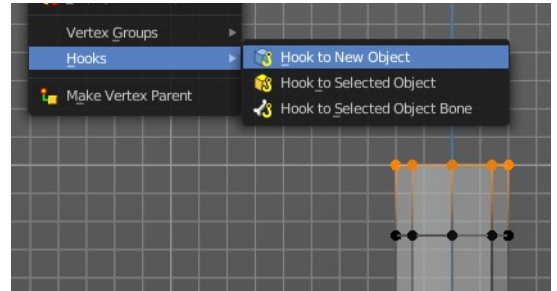 Vertex Groups
Hooks
Make Vertex Parent
Hook to New Object
Hook to Selected Object
Hook to Selected Object Bone